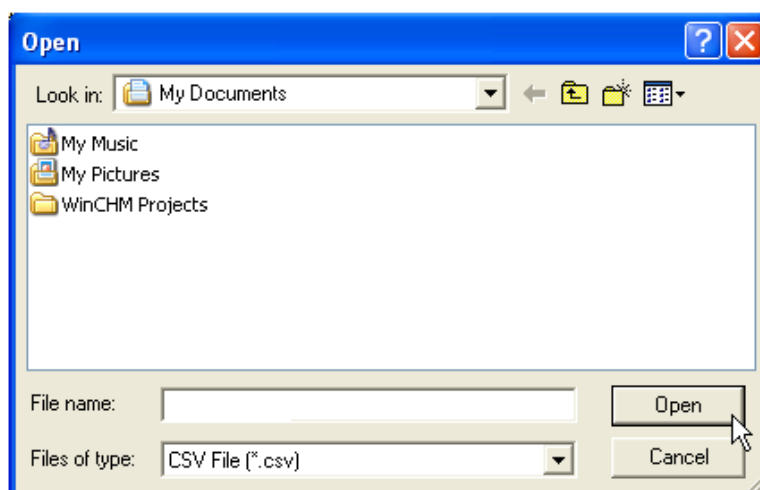 Open
Look in: My Documents
My Music
My Pictures
WinCHM Projects
File name: Open
Files of type: CSV File (*.csv) Cancel